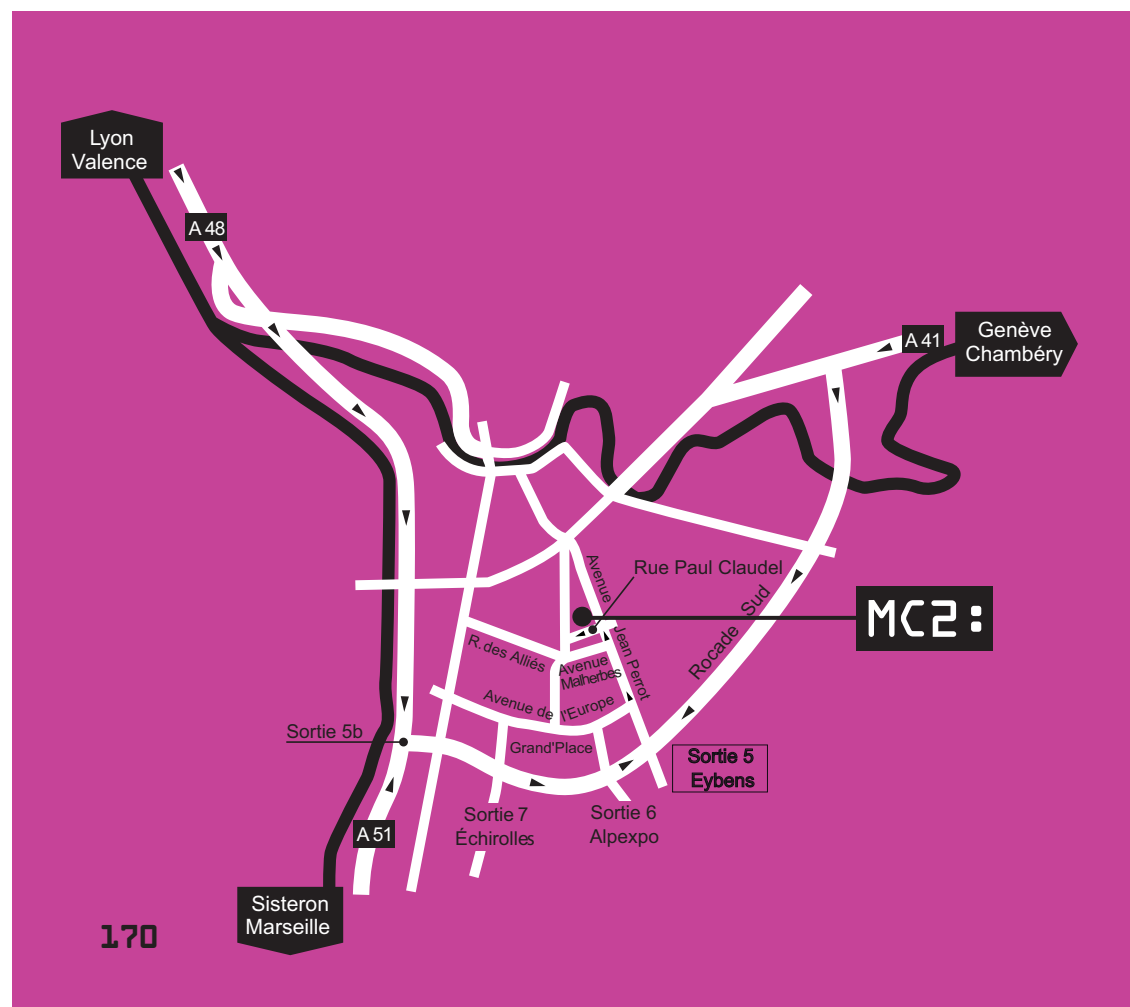 Lyon
Valence
A 48
Genève
Chambéry
A 41
Avenue
Rue Paul Claudel
MC2:
Rocade Sud
R. des Alliés
Jean Perrot
Avenue
Malherbes
Avenue de l'Europe
Grand'Place
Sortie 5b
Sortie 5
Eybens
Sortie 7
Échirolles
Sortie 6
Alpexpo
A 51
Sisteron
Marseille
170